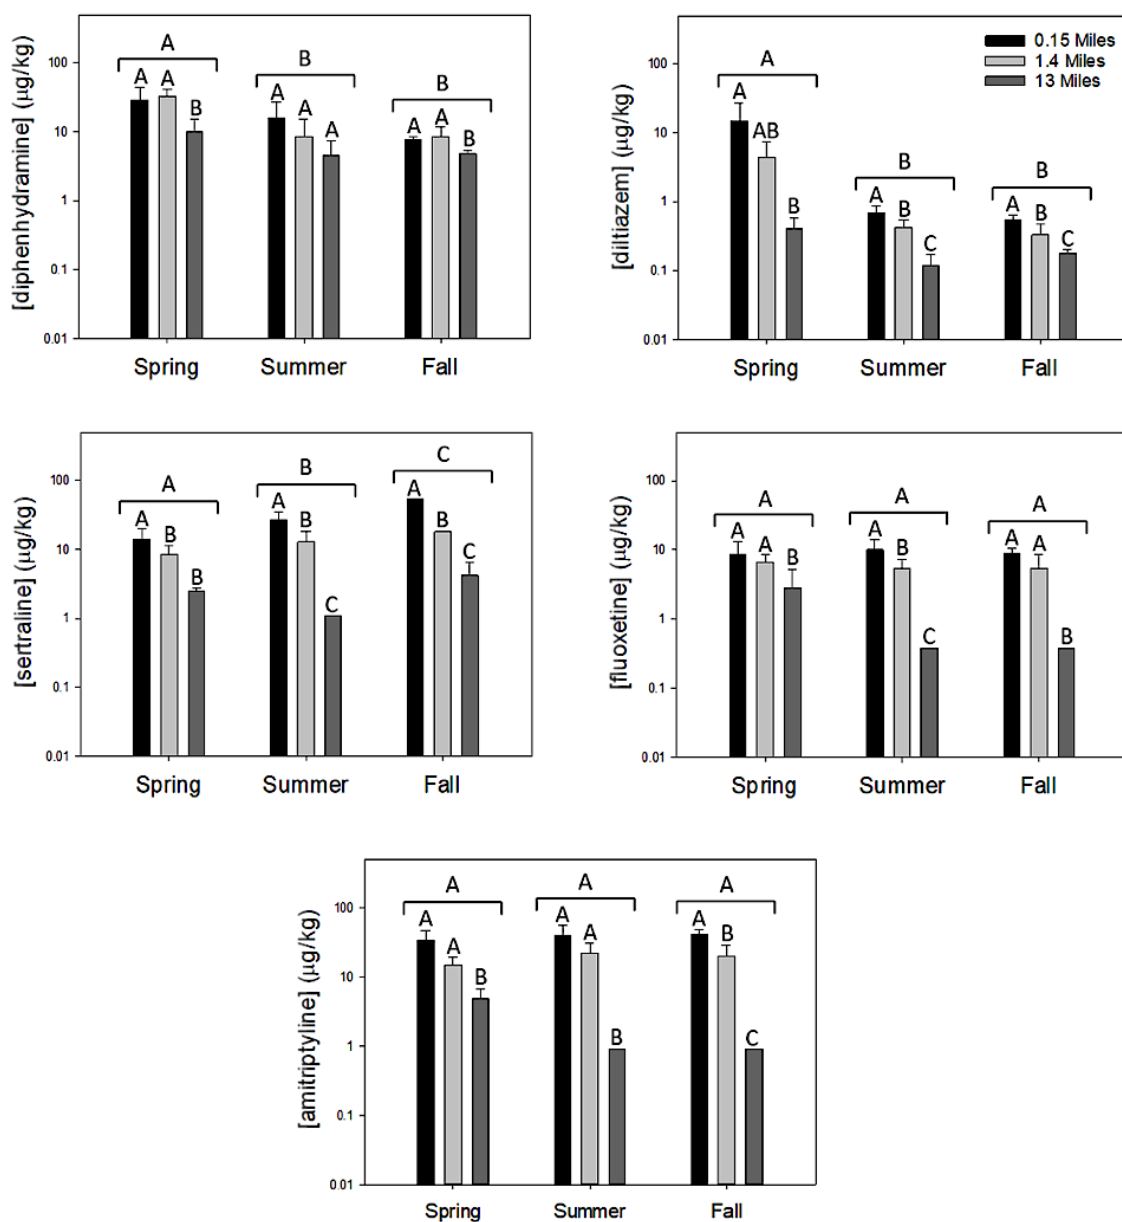 [diphenhydramine] (µg/kg)
100
10
1
0.1
0.01
A
A A B
B
A A A
B
A A B
Spring Summer Fall
[diltiazem] (µg/kg)
100
10
1
0.1
0.01
0.15 Miles
1.4 Miles
13 Miles
A
A AB B
B
A B C
B
A B C
Spring Summer Fall
[sertraline] (µg/kg)
100
10
1
0.1
0.01
A
A B B
B
A B C
C
A B C
Spring Summer Fall
[fluoxetine] (µg/kg)
100
10
1
0.1
0.01
A
A A B
A
A B C
A
A A B
Spring Summer Fall
[amitriptyline] (µg/kg)
100
10
1
0.1
0.01
A
A A B
A
A A B
A
A B C
Spring Summer Fall